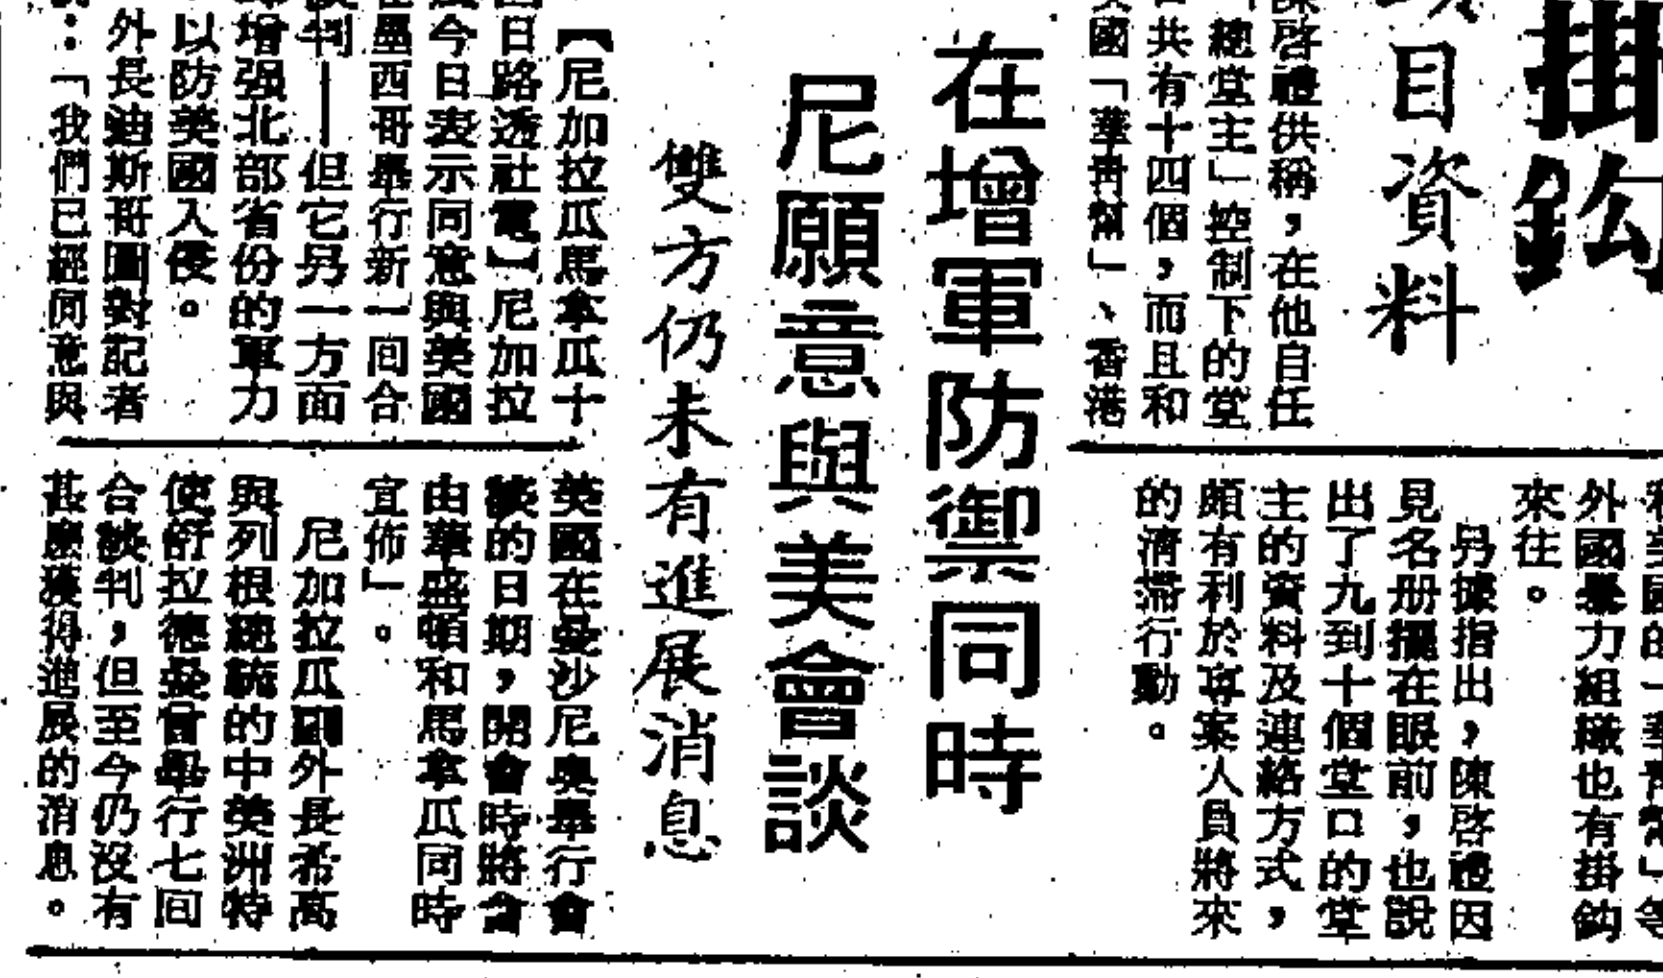 掛鈎
目資料
陳啓禮供稱，在他自任
「總堂主」控制下的堂
共有十四個，而且和
國「華青幫」、香港
外國暴力組織也有掛鈎
來往。
另據指出，陳啓禮因
見名册擺在眼前，也說
出了九到十個堂口的堂
主的資料及連絡方式，
頗有利於專案人員將來
的清掃行動。
在增軍防禦同時
尼願意與美會談
雙方仍未有進展消息
【尼加拉瓜馬拿瓜十
日路透社電】尼加拉
今日表示同意與美國
墨西哥舉行新一回合
談判——但它另一方面
增强北部省份的軍力
以防美國入侵。
外長迪斯哥圖對記者
：「我們已經同意與
美國在曼沙尼奧舉行會
談的日期，開會時將會
由華盛頓和馬拿瓜同時
宣佈」。
尼加拉瓜副外長希高
與列根總統的中美洲特
使舒拉德曼曾舉行七回
合談判，但至今仍沒有
甚麼獲得進展的消息。